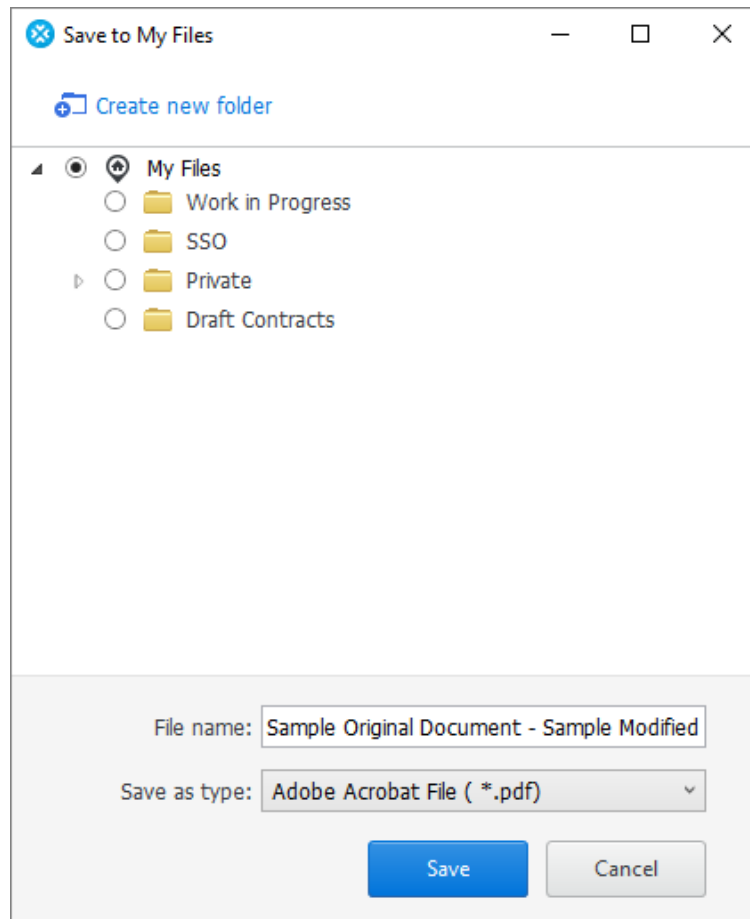 Save to My Files
Create new folder
My Files
Work in Progress
SSO
Private
Draft Contracts
File name: Sample Original Document - Sample Modified
Save as type: Adobe Acrobat File ( *.pdf)
Save Cancel